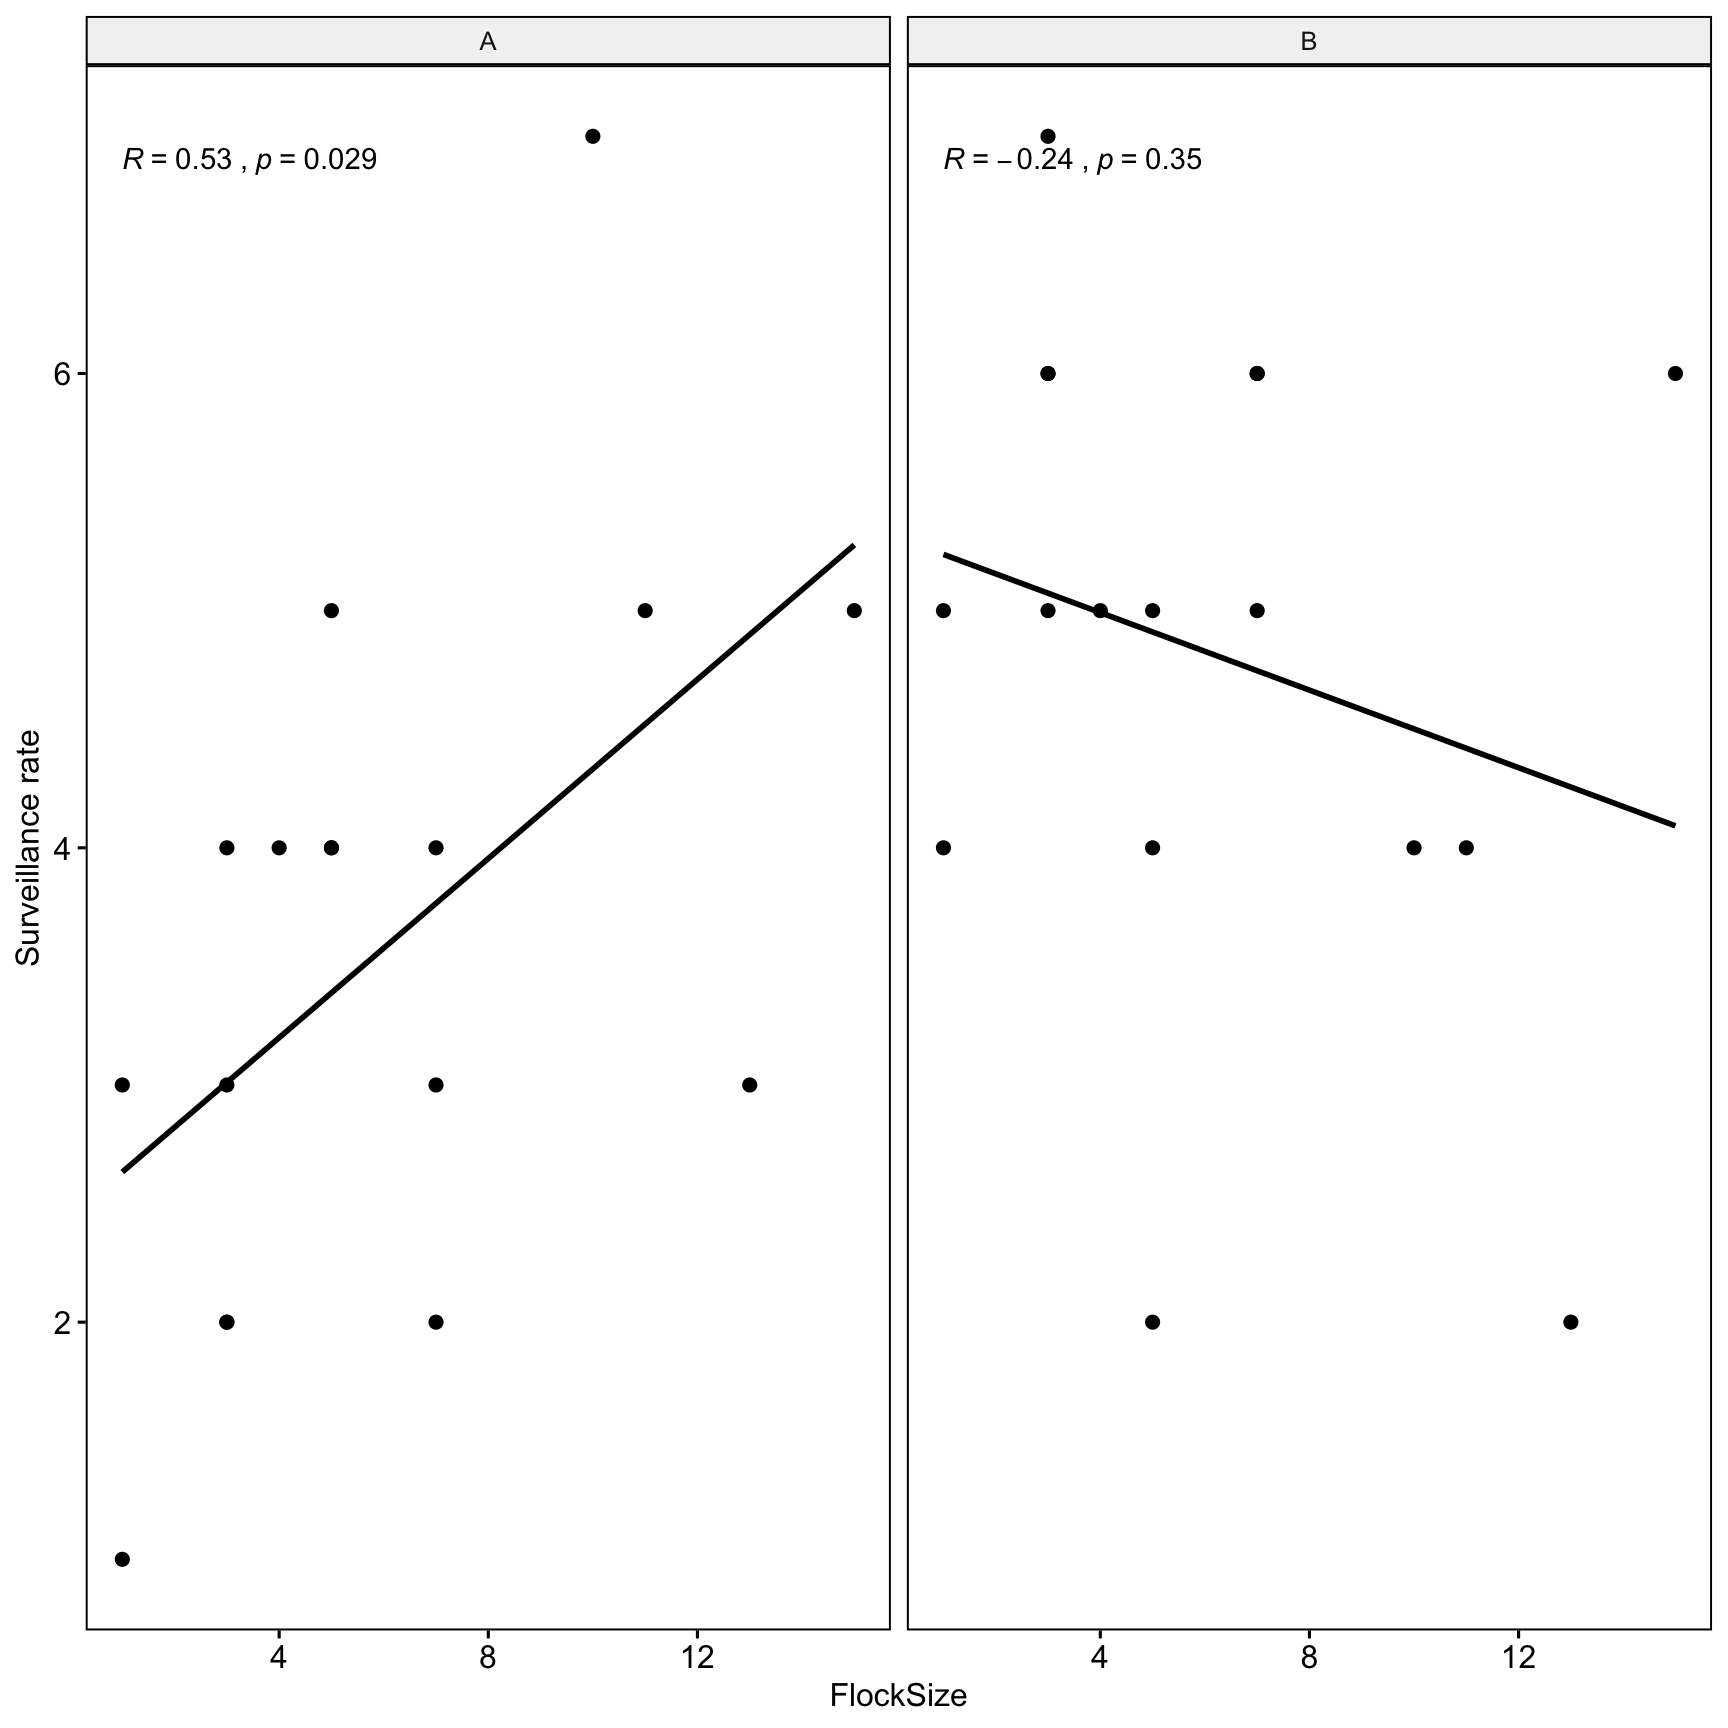 A
B
R = 0.53 , p = 0.029
R = −0.24 , p = 0.35
6
4
2
Surveillance rate
4
8
12
4
8
12
FlockSize